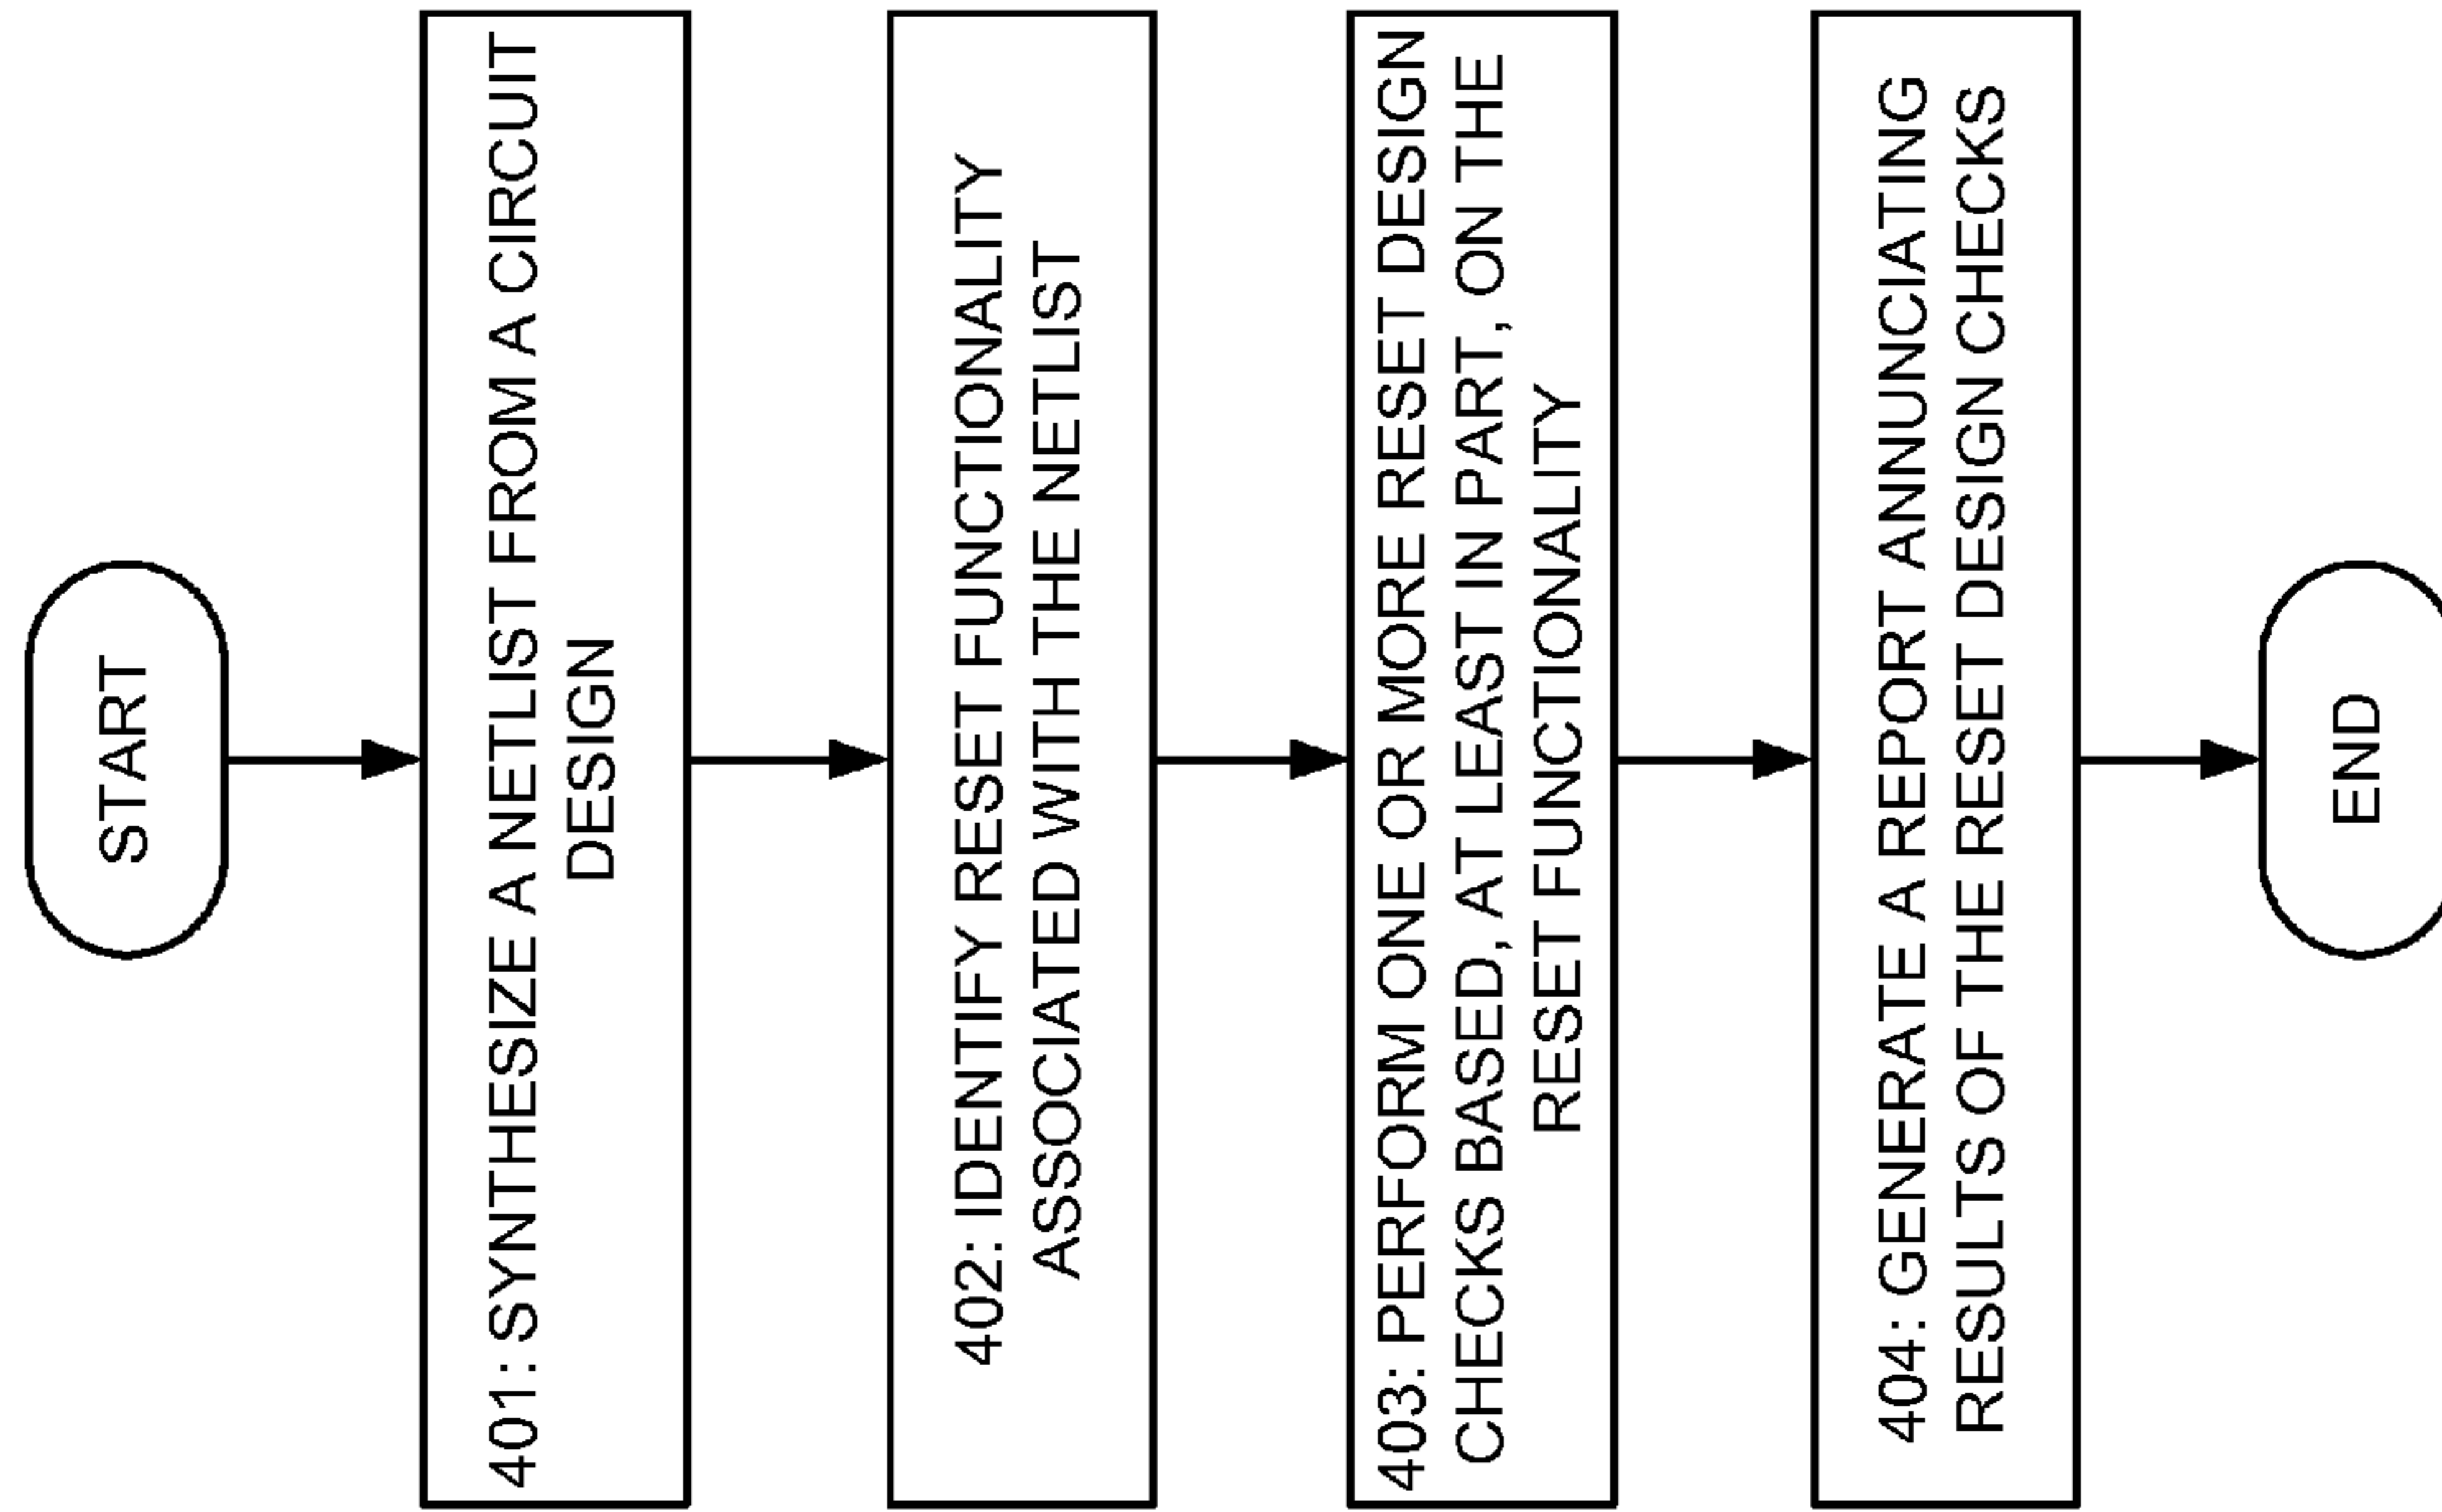 START
401: SYNTHESIZE A NETLIST FROM A CIRCUIT
DESIGN
402: IDENTIFY RESET FUNCTIONALITY
ASSOCIATED WITH THE NETLIST
403: PERFORM ONE OR MORE RESET DESIGN
CHECKS BASED, AT LEAST IN PART, ON THE
RESET FUNCTIONALITY
404: GENERATE A REPORT ANNUNCIATING
RESULTS OF THE RESET DESIGN CHECKS
END